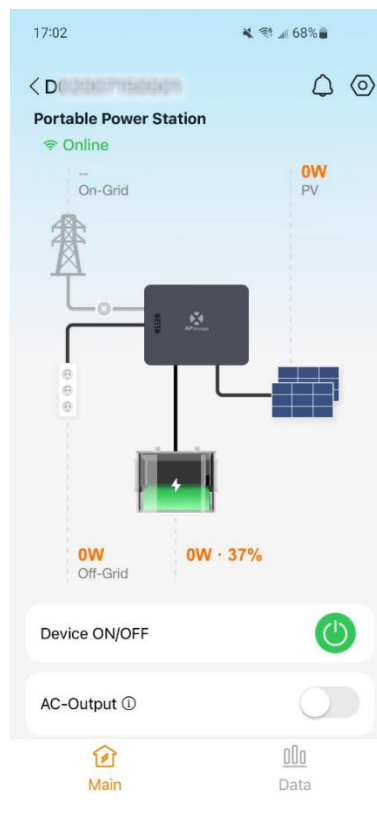 17:02 68%
Portable Power Station
Online
--
On-Grid
0W
PV
APstorage
0W
Off-Grid
0W · 37%
Device ON/OFF
AC-Output
Main
Data